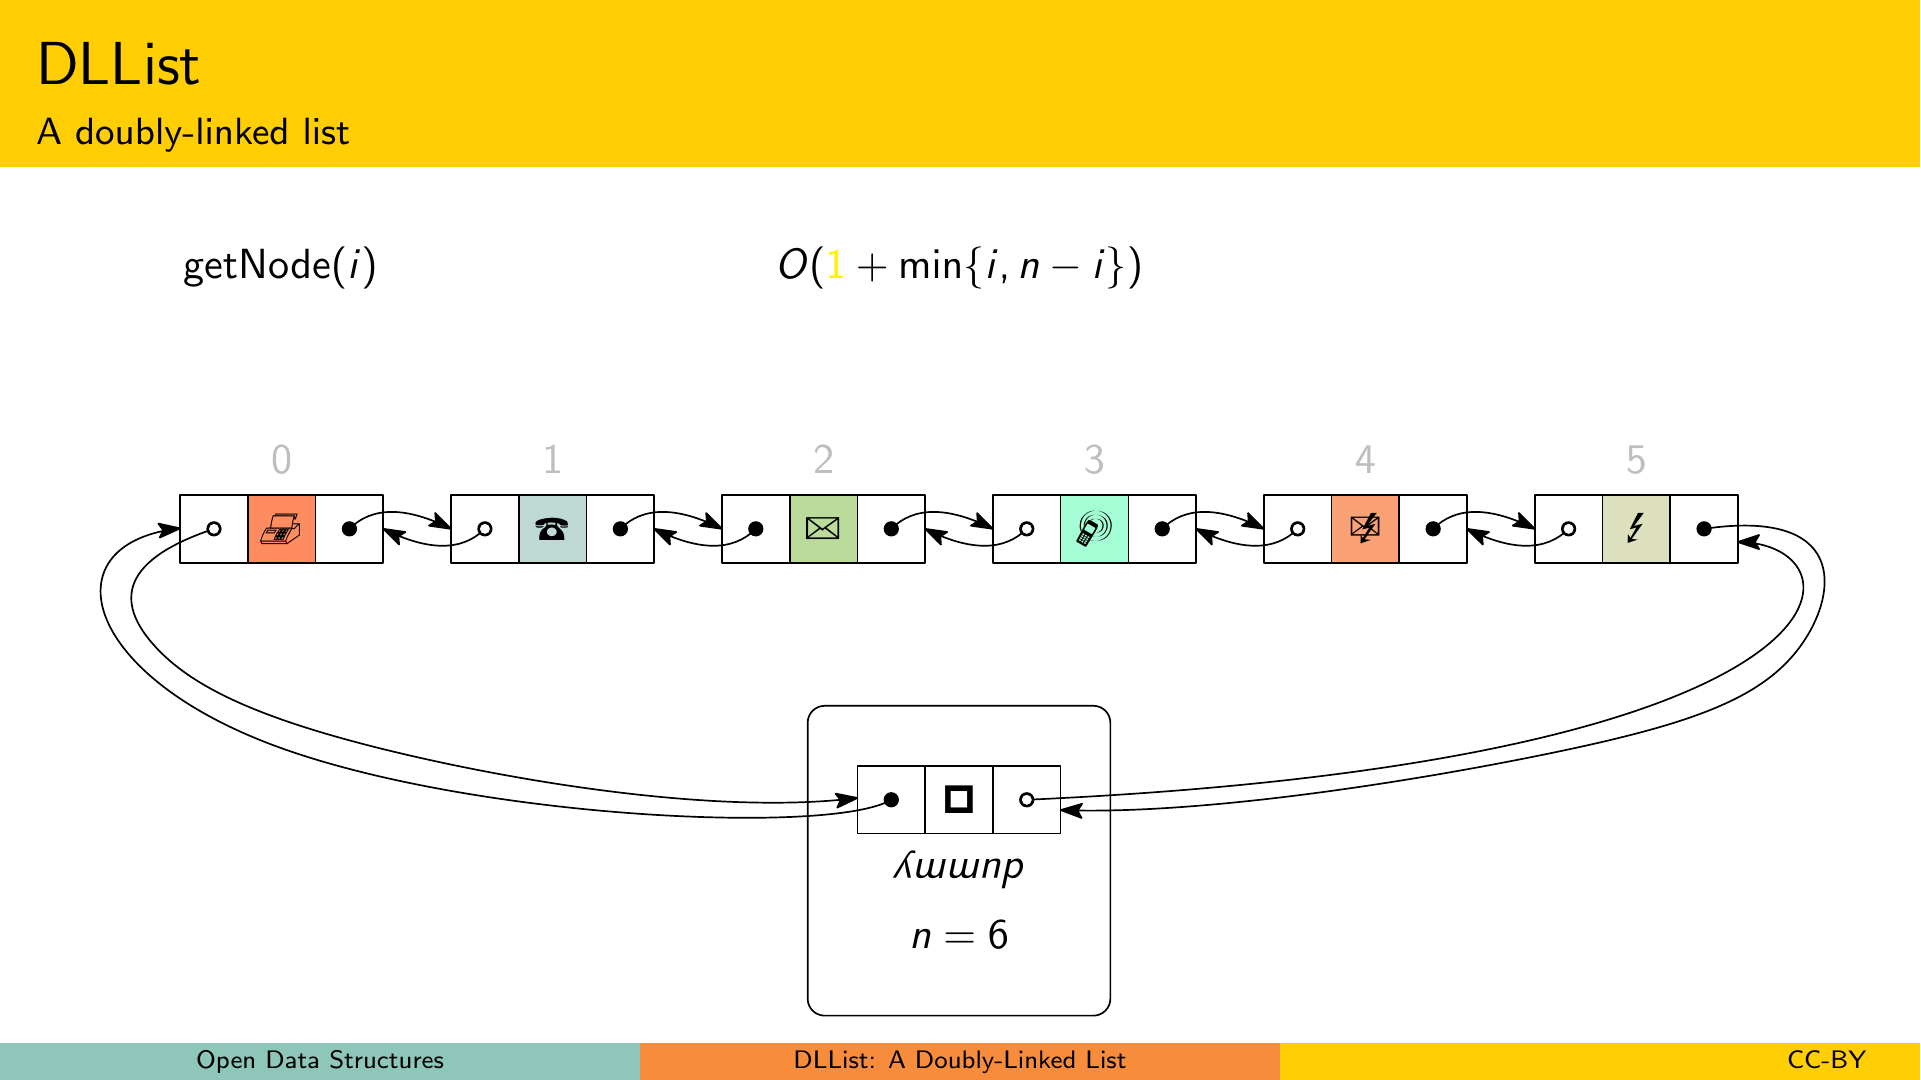 DLList
A doubly-linked list
getNode(i) O(1 + min{i, n − i})
0 1 2 3 4 5
dummy
n = 6
Open Data Structures DLList: A Doubly-Linked List CC-BY